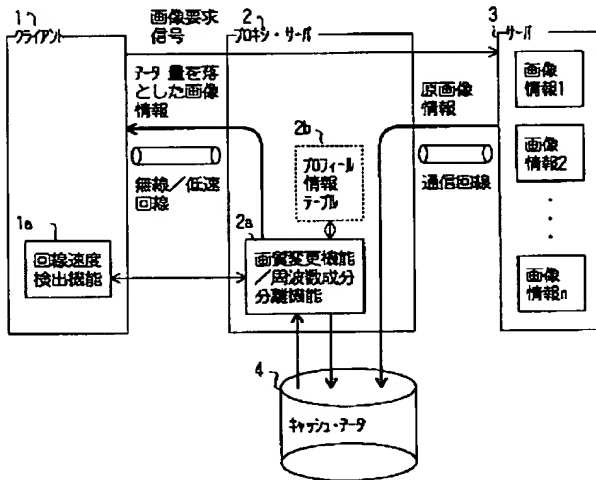 1
クライアント
画像要求
信号
2
プロキシ・サーバ
3
サーバ
データ 量を落
とした画像
情報
無線/低速
回線
1a
回線速度
検出機能
2b
プロフィール
情報
テーブル
2a
画質変更機能
/周波数成分
分離機能
原画像
情報
通信回線
画像
情報1
画像
情報2
・
・
・
画像
情報n
4
キャッシュ・データ